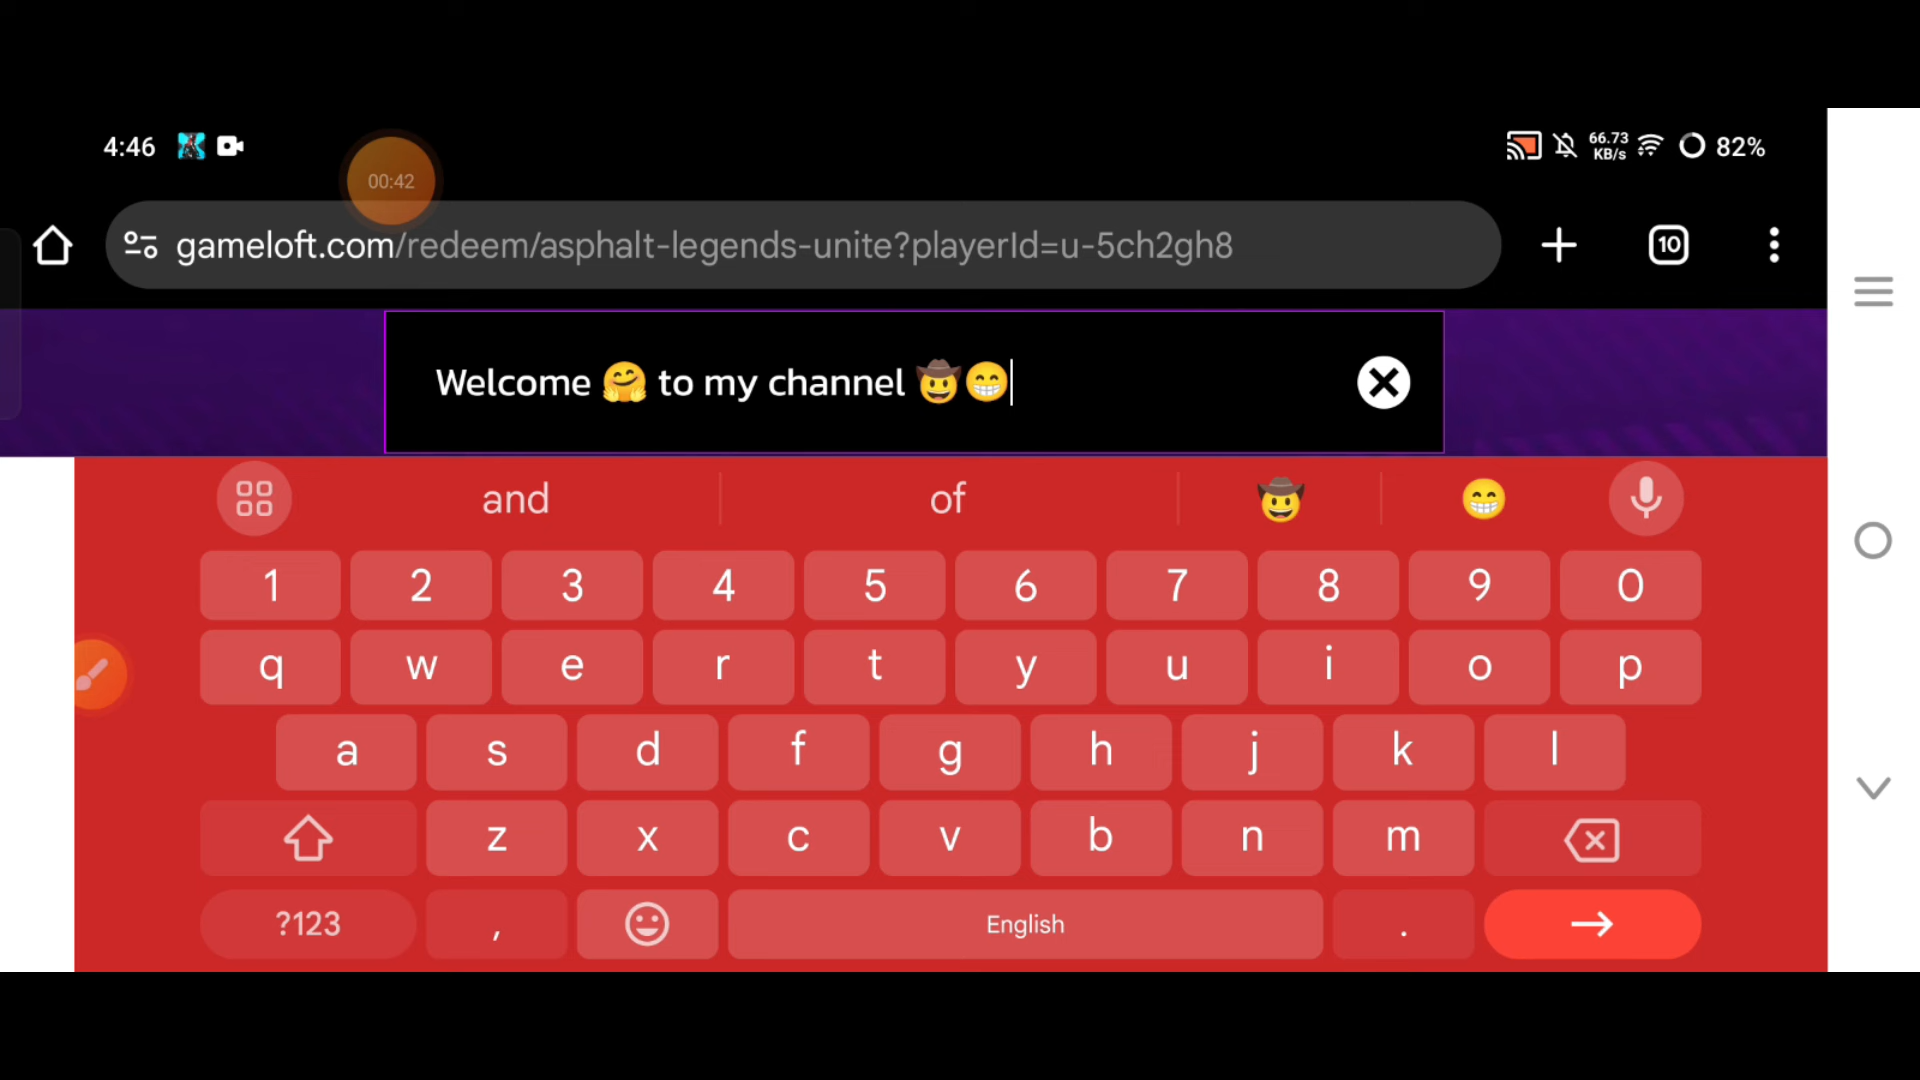 4:46 66.73 KB/s 82%
00:42
gameloft.com/redeem/asphalt-legends-unite?playerId=u-5ch2gh8 10
Welcome 🤗 to my channel 🤠😁
and of 🤠 😁
1 2 3 4 5 6 7 8 9 0
q w e r t y u i o p
a s d f g h j k l
z x c v b n m
?123 , English .